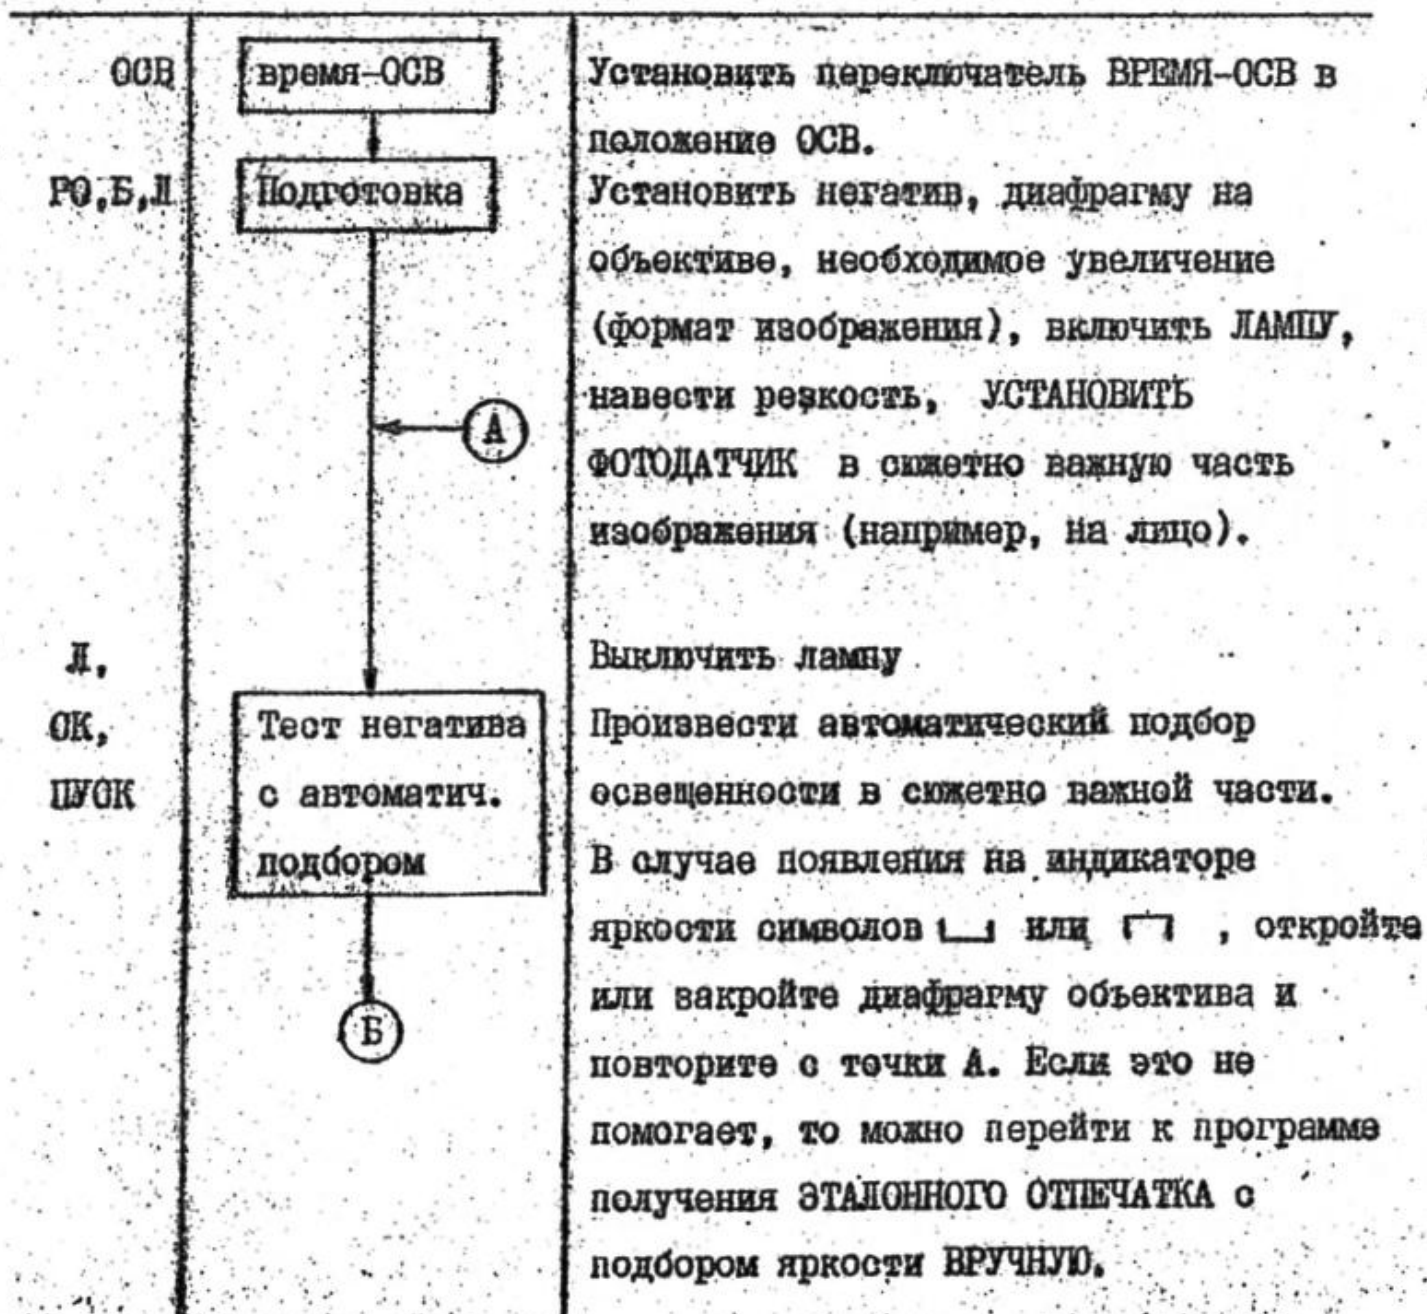 ОСВ время-ОСВ Установить переключатель ВРЕМЯ-ОСВ в
положение ОСВ.
РО,Б,Л Подготовка Установить негатив, диафрагму на
объективе, необходимое увеличение
(формат изображения), включить ЛАМПУ,
навести резкость, УСТАНОВИТЬ
А
ФОТОДАТЧИК в сюжетно важную часть
изображения (например, на лицо).
Л, Выключить лампу
ОК, Тест негатива Произвести автоматический подбор
ПУСК с автоматич. освещенности в сюжетно важной части.
подбором В случае появления на индикаторе
яркости символов или , откройте
или закройте диафрагму объектива и
Б
повторите с точки А. Если это не
помогает, то можно перейти к программе
получения ЭТАЛОННОГО ОТПЕЧАТКА с
подбором яркости ВРУЧНУЮ.